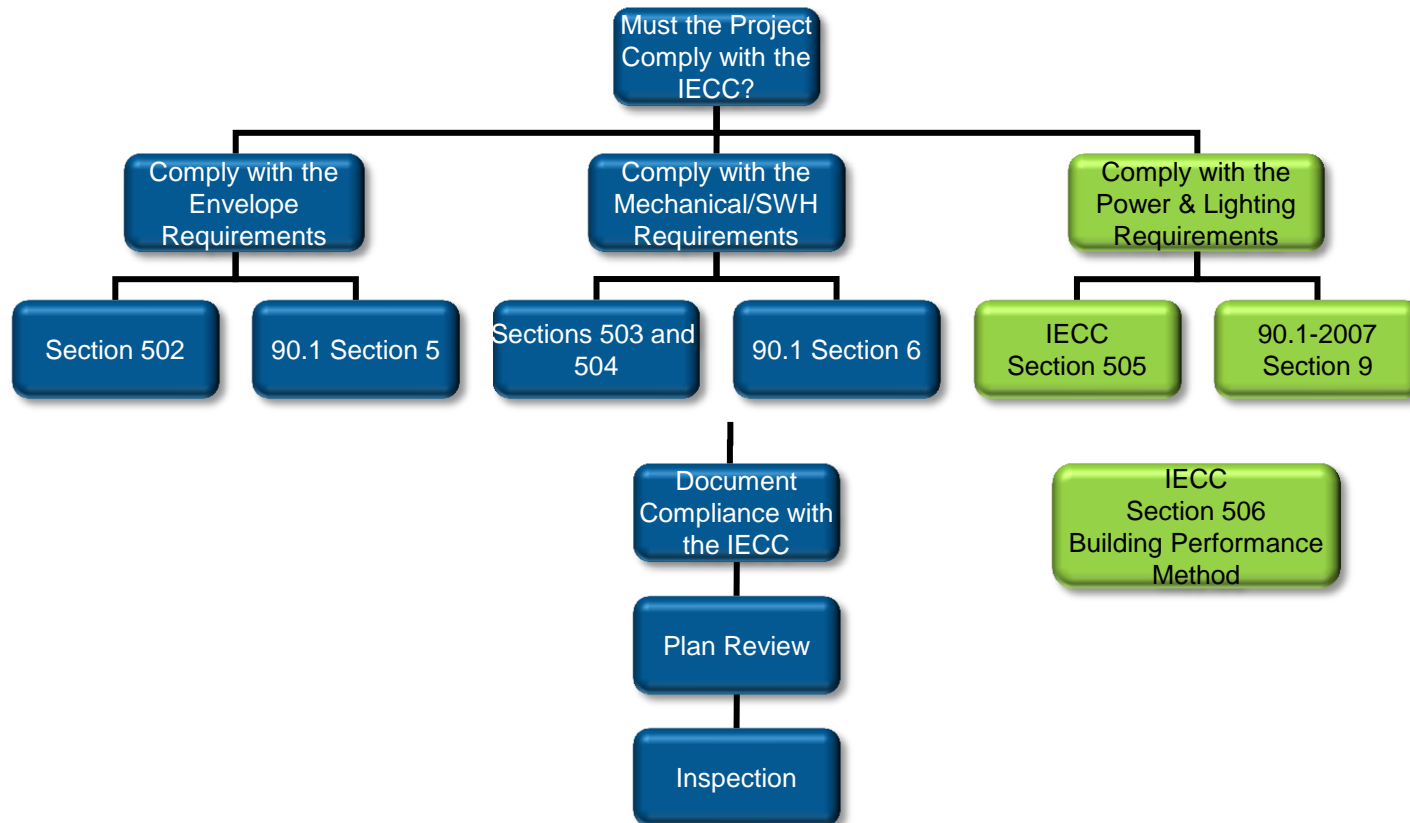 Must the Project
Comply with the
IECC?
Comply with the
Envelope
Requirements
Comply with the
Mechanical/SWH
Requirements
Comply with the
Power & Lighting
Requirements
Section 502
90.1 Section 5
Sections 503 and
504
90.1 Section 6
IECC
Section 505
90.1-2007
Section 9
Document
Compliance with
the IECC
IECC
Section 506
Building Performance
Method
Plan Review
Inspection